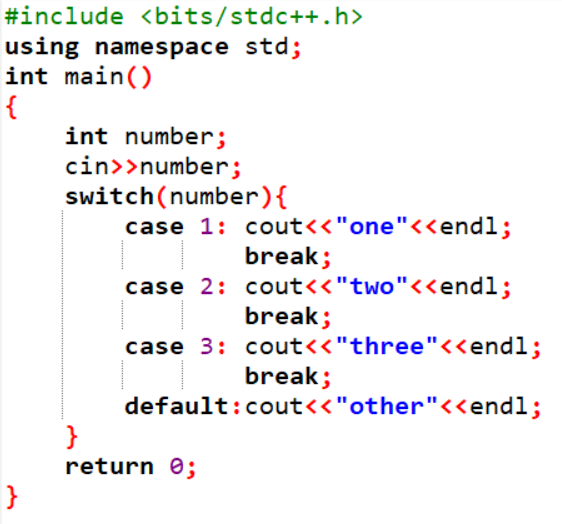 #include <bits/stdc++.h>
using namespace std;
int main()
{
    int number;
    cin>>number;
    switch(number){
        case 1: cout<<"one"<<endl;
                break;
        case 2: cout<<"two"<<endl;
                break;
        case 3: cout<<"three"<<endl;
                break;
        default:cout<<"other"<<endl;
    }
    return 0;
}